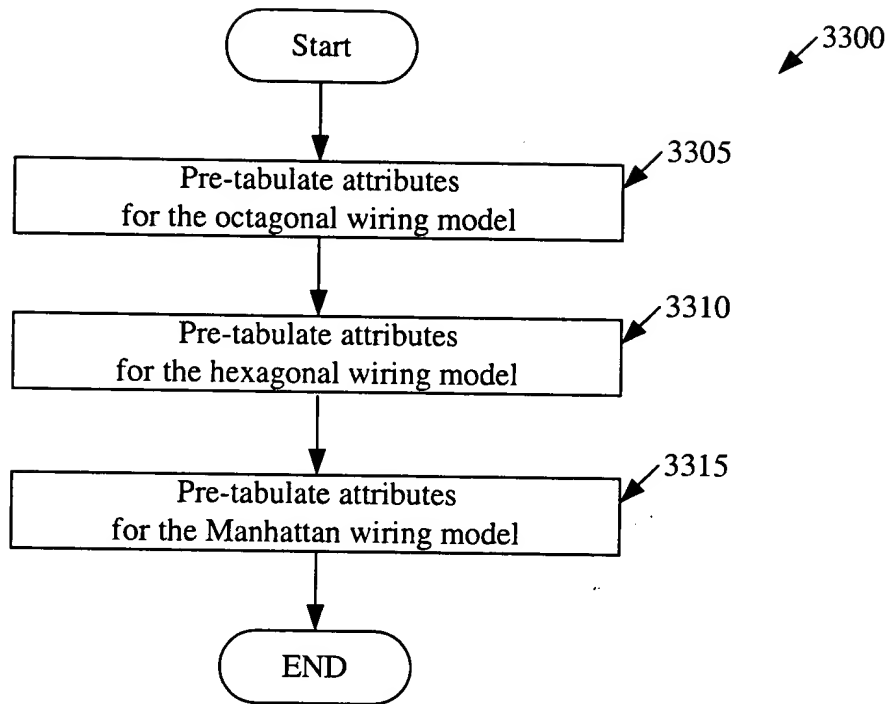 Start
3300
3305
Pre-tabulate attributes
for the octagonal wiring model
3310
Pre-tabulate attributes
for the hexagonal wiring model
3315
Pre-tabulate attributes
for the Manhattan wiring model
END